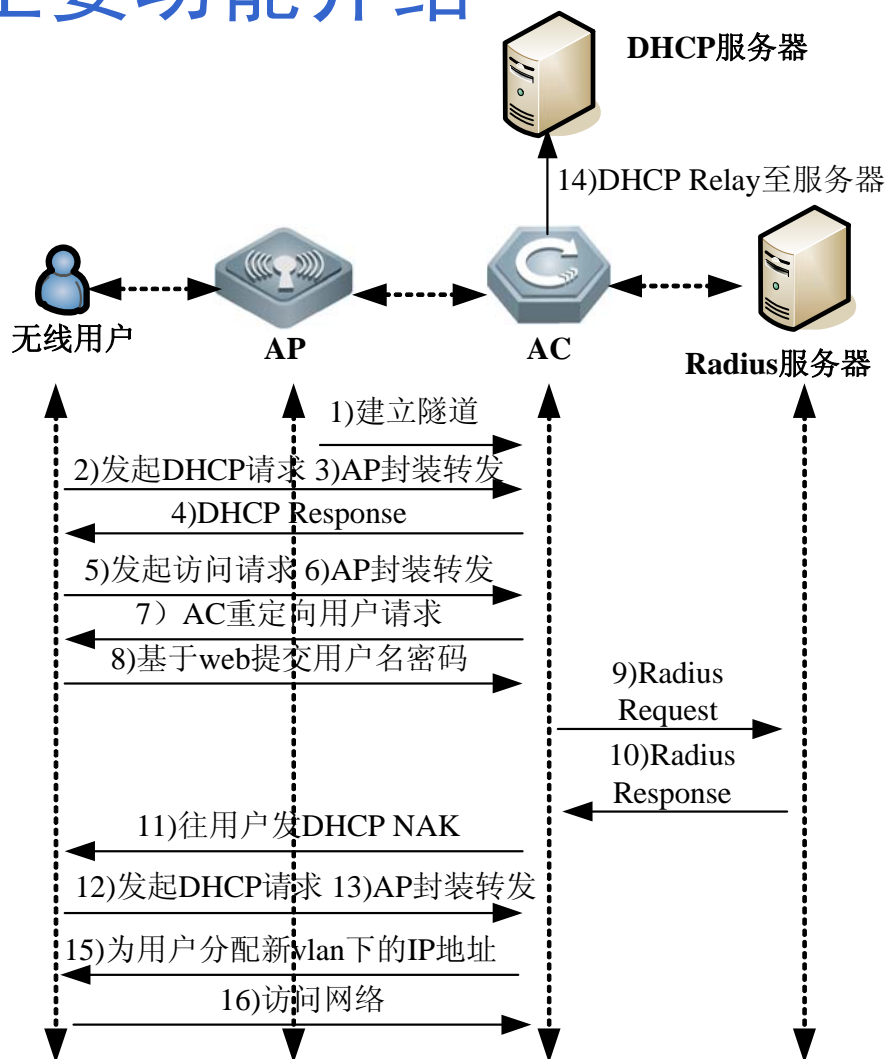 主要功能介绍
DHCP服务器
14)DHCP Relay至服务器
无线用户
AP
AC
Radius服务器
1)建立隧道
2)发起DHCP请求 3)AP封装转发
4)DHCP Response
5)发起访问请求 6)AP封装转发
7）AC重定向用户请求
8)基于web提交用户名密码
9)Radius
Request
10)Radius
Response
11)往用户发DHCP NAK
12)发起DHCP请求 13)AP封装转发
15)为用户分配新vlan下的IP地址
16)访问网络